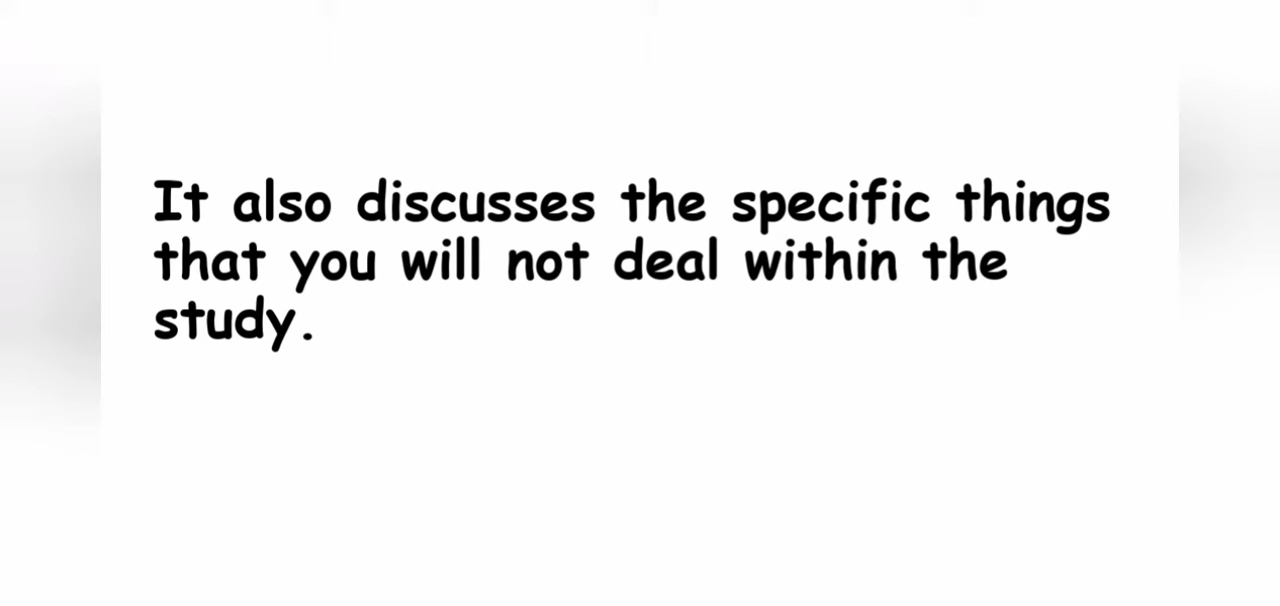 It also discusses the specific things
that you will not deal within the
study.